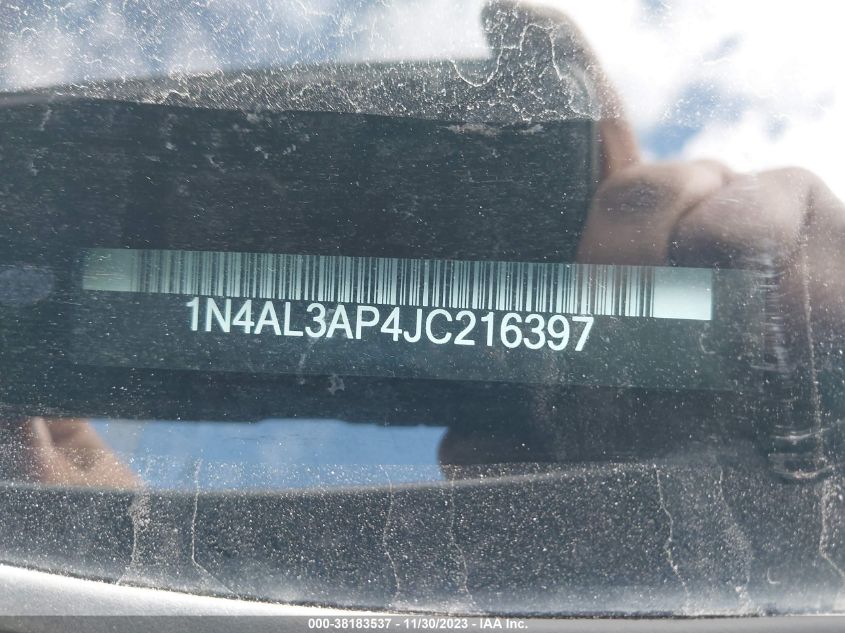 1N4AL3AP4JC216397
000-38183537 - 11/30/2023 - IAA Inc.